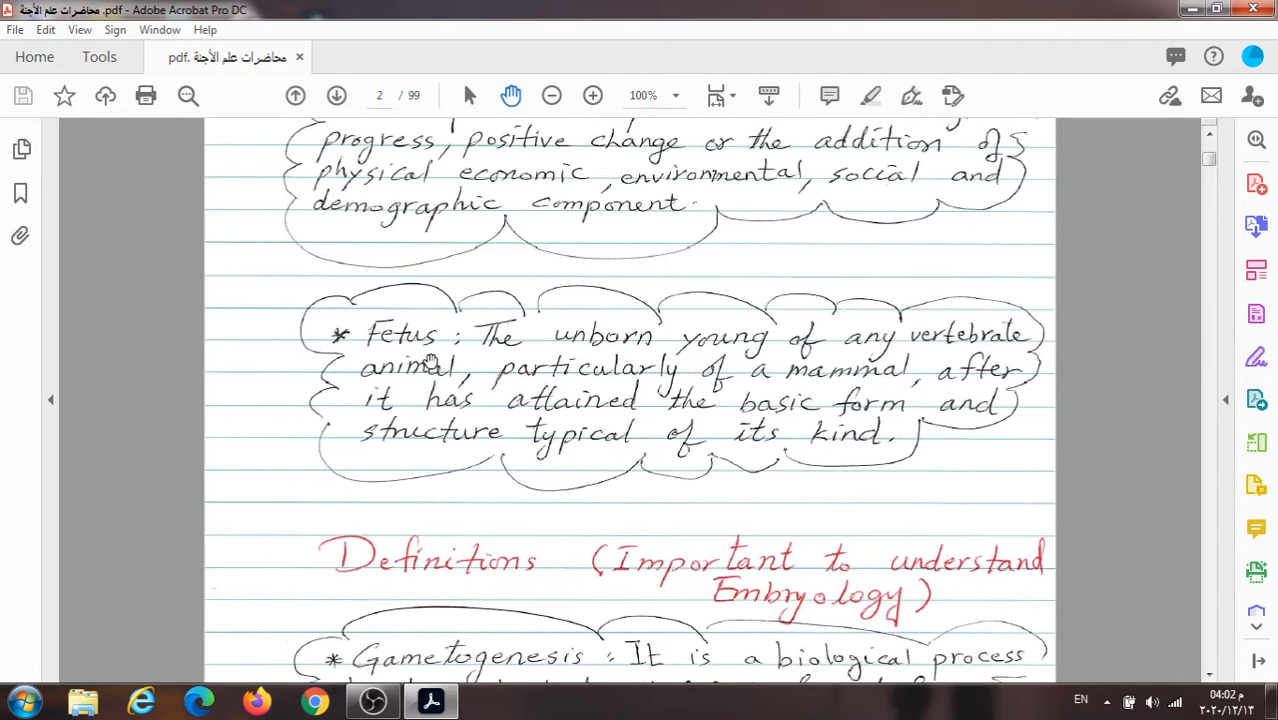 محاضرات علم الأجنة.pdf - Adobe Acrobat Pro DC
File Edit View Sign Window Help
Home Tools محاضرات علم الأجنة.pdf
2 / 99 100%
progress, positive change or the addition of
physical economic, environmental, social and
demographic component.
* Fetus : The unborn young of any vertebrate
animal, particularly of a mammal, after
it has attained the basic form and
structure typical of its kind.
Definitions (Important to understand
Embryology)
* Gametogenesis : It is a biological process
EN
04:02 م
٢٠٢٠/١٢/١٣